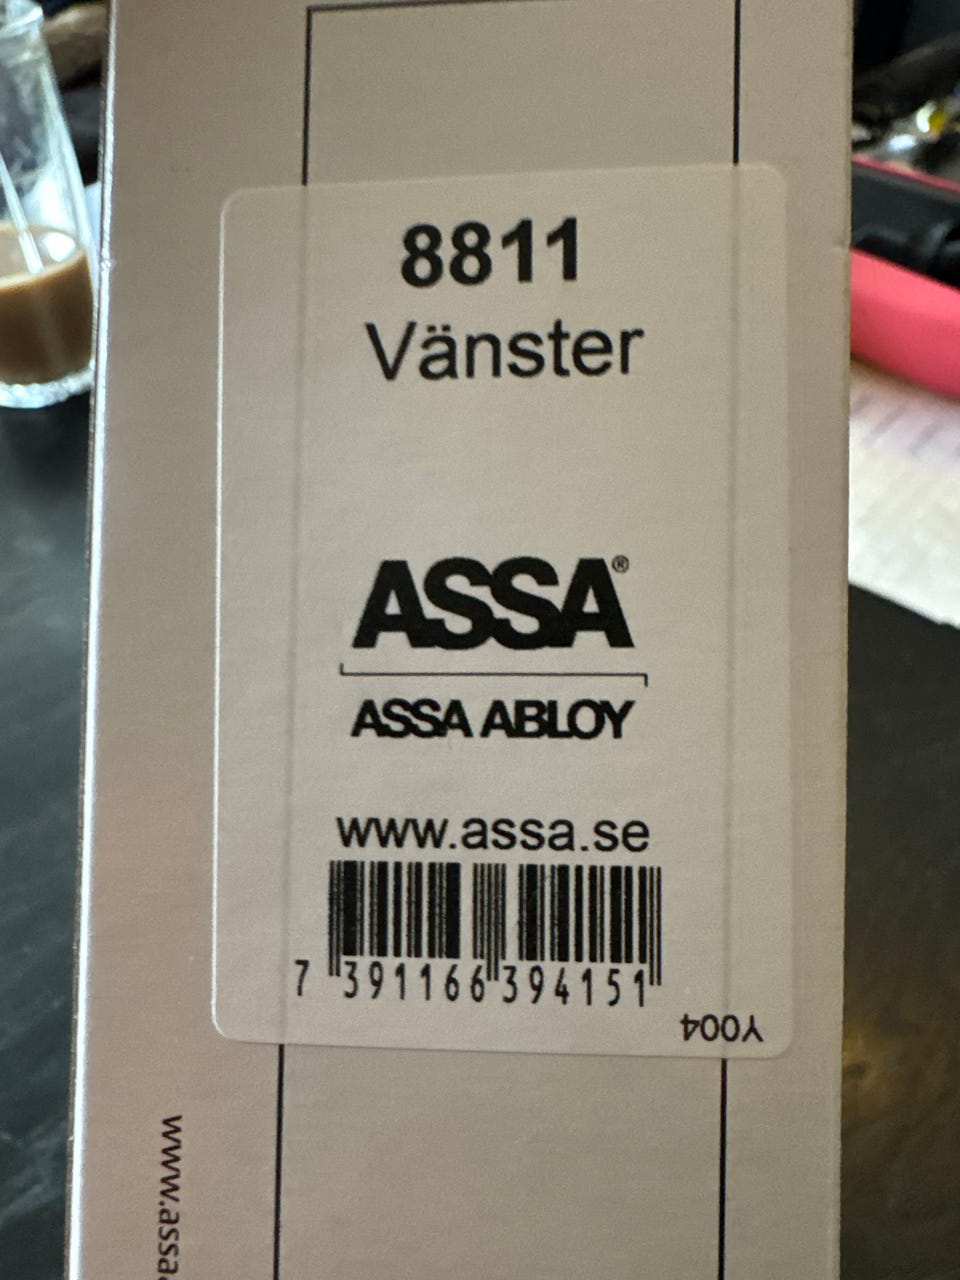 8811
Vänster
ASSA®
ASSA ABLOY
www.assa.se
7 391166 394151
Y004
www.assa